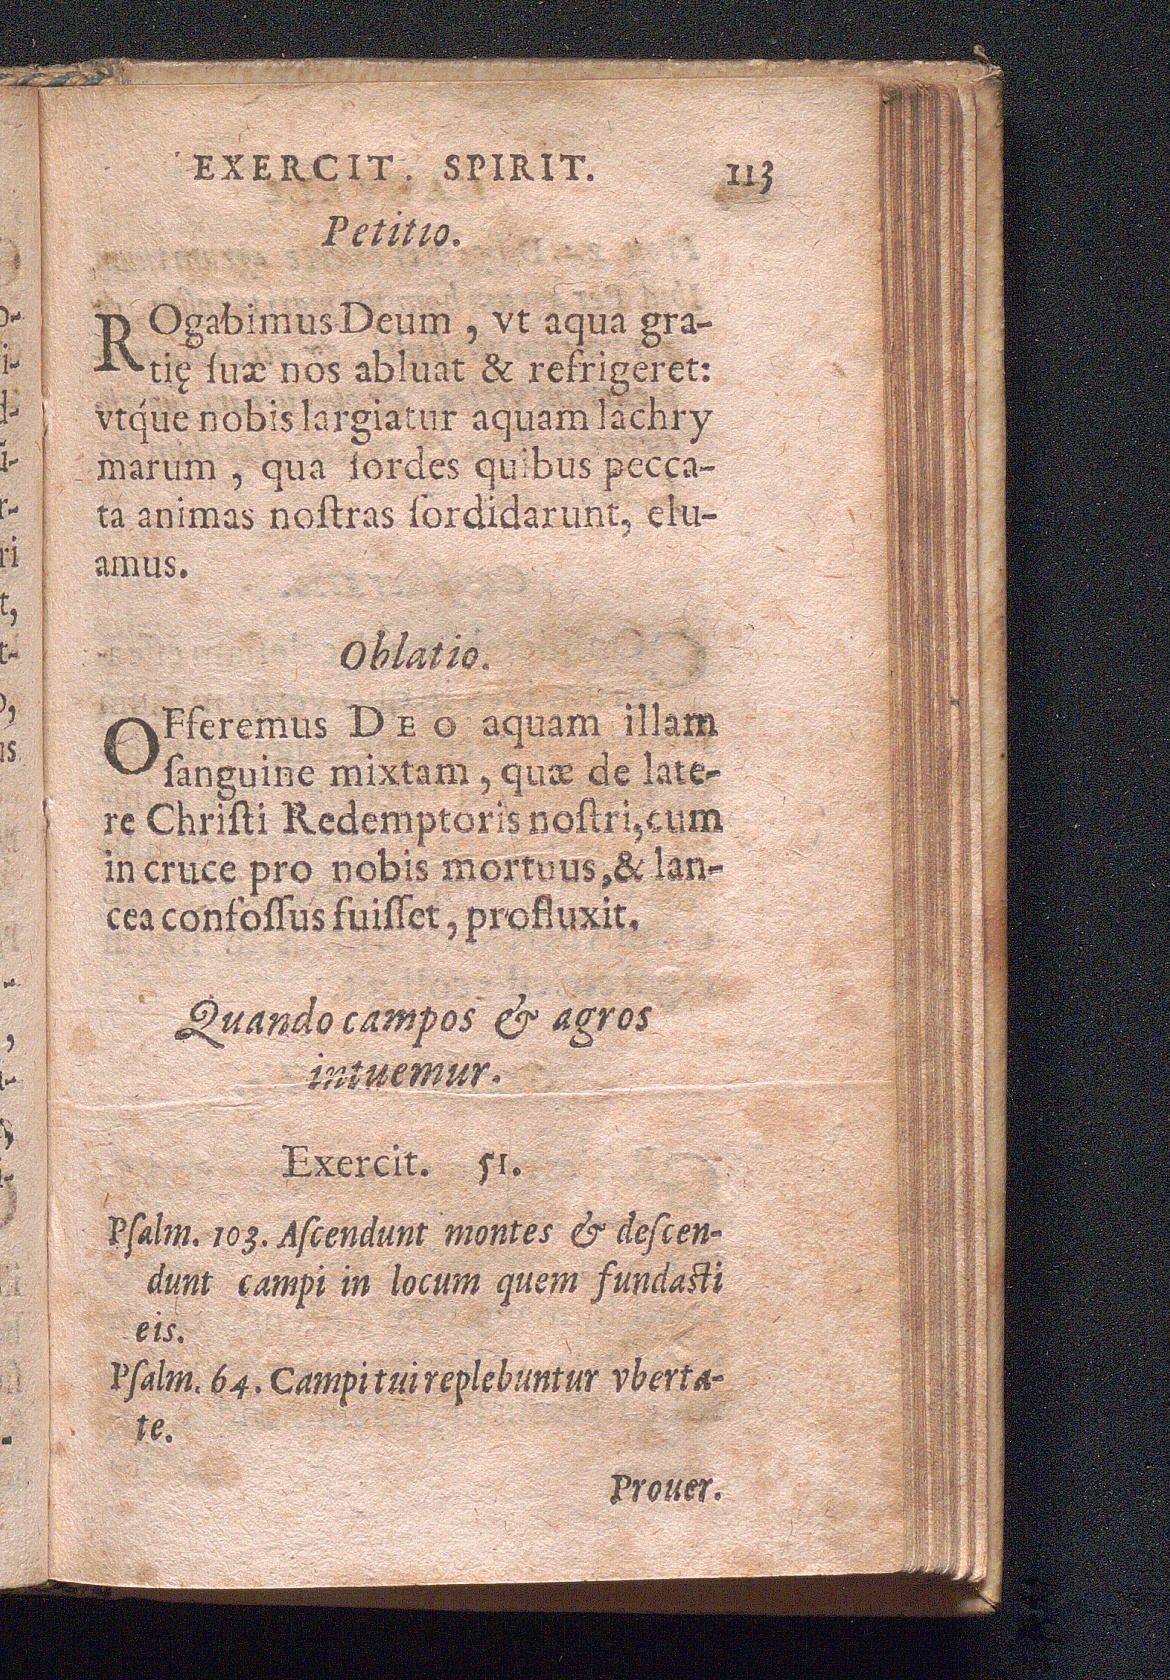 EXERCIT. SPIRIT. 113
Petitio.
ROgabimus Deum, vt aqua gra-
tię ſuæ nos abluat & refrigeret:
vtq́ue nobis largiatur aquam lachry
marum, qua ſordes quibus pecca-
ta animas noſtras ſordidarunt, elu-
amus.
Oblatio.
OFferemus DEO aquam illam
ſanguine mixtam, quæ de late-
re Chriſti Redemptoris noſtri, cum
in cruce pro nobis mortuus, & lan-
cea confoſſus fuiſſet, profluxit.
Quando campos & agros
intuemur.
Exercit. 51.
Pſalm. 103. Aſcendunt montes & deſcen-
dunt campi in locum quem fundaſti
eis.
Pſalm. 64. Campi tui replebuntur vberta-
te.
Prouer.